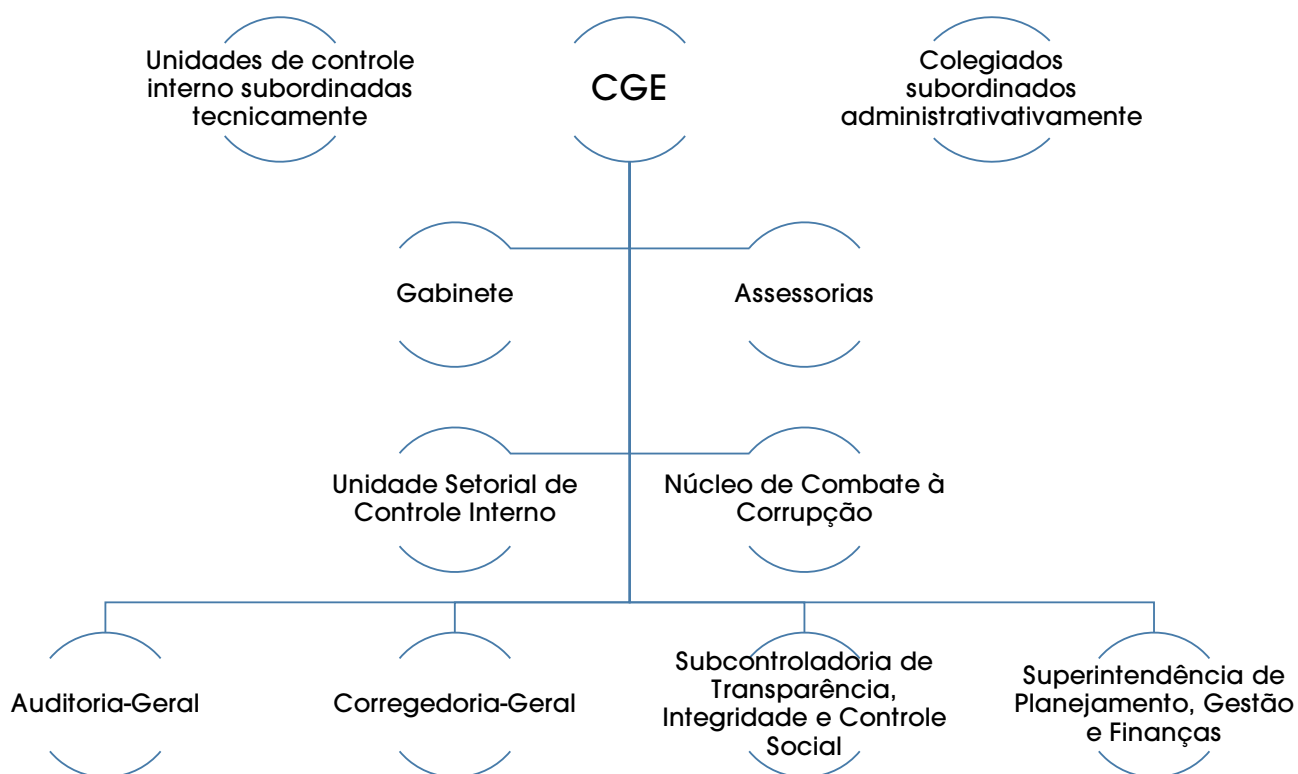 Unidades de controle
interno subordinadas
tecnicamente
CGE
Colegiados
subordinados
administrativativamente
Gabinete
Assessorias
Unidade Setorial de
Controle Interno
Núcleo de Combate à
Corrupção
Auditoria-Geral
Corregedoria-Geral
Subcontroladoria de
Transparência,
Integridade e Controle
Social
Superintendência de
Planejamento, Gestão
e Finanças